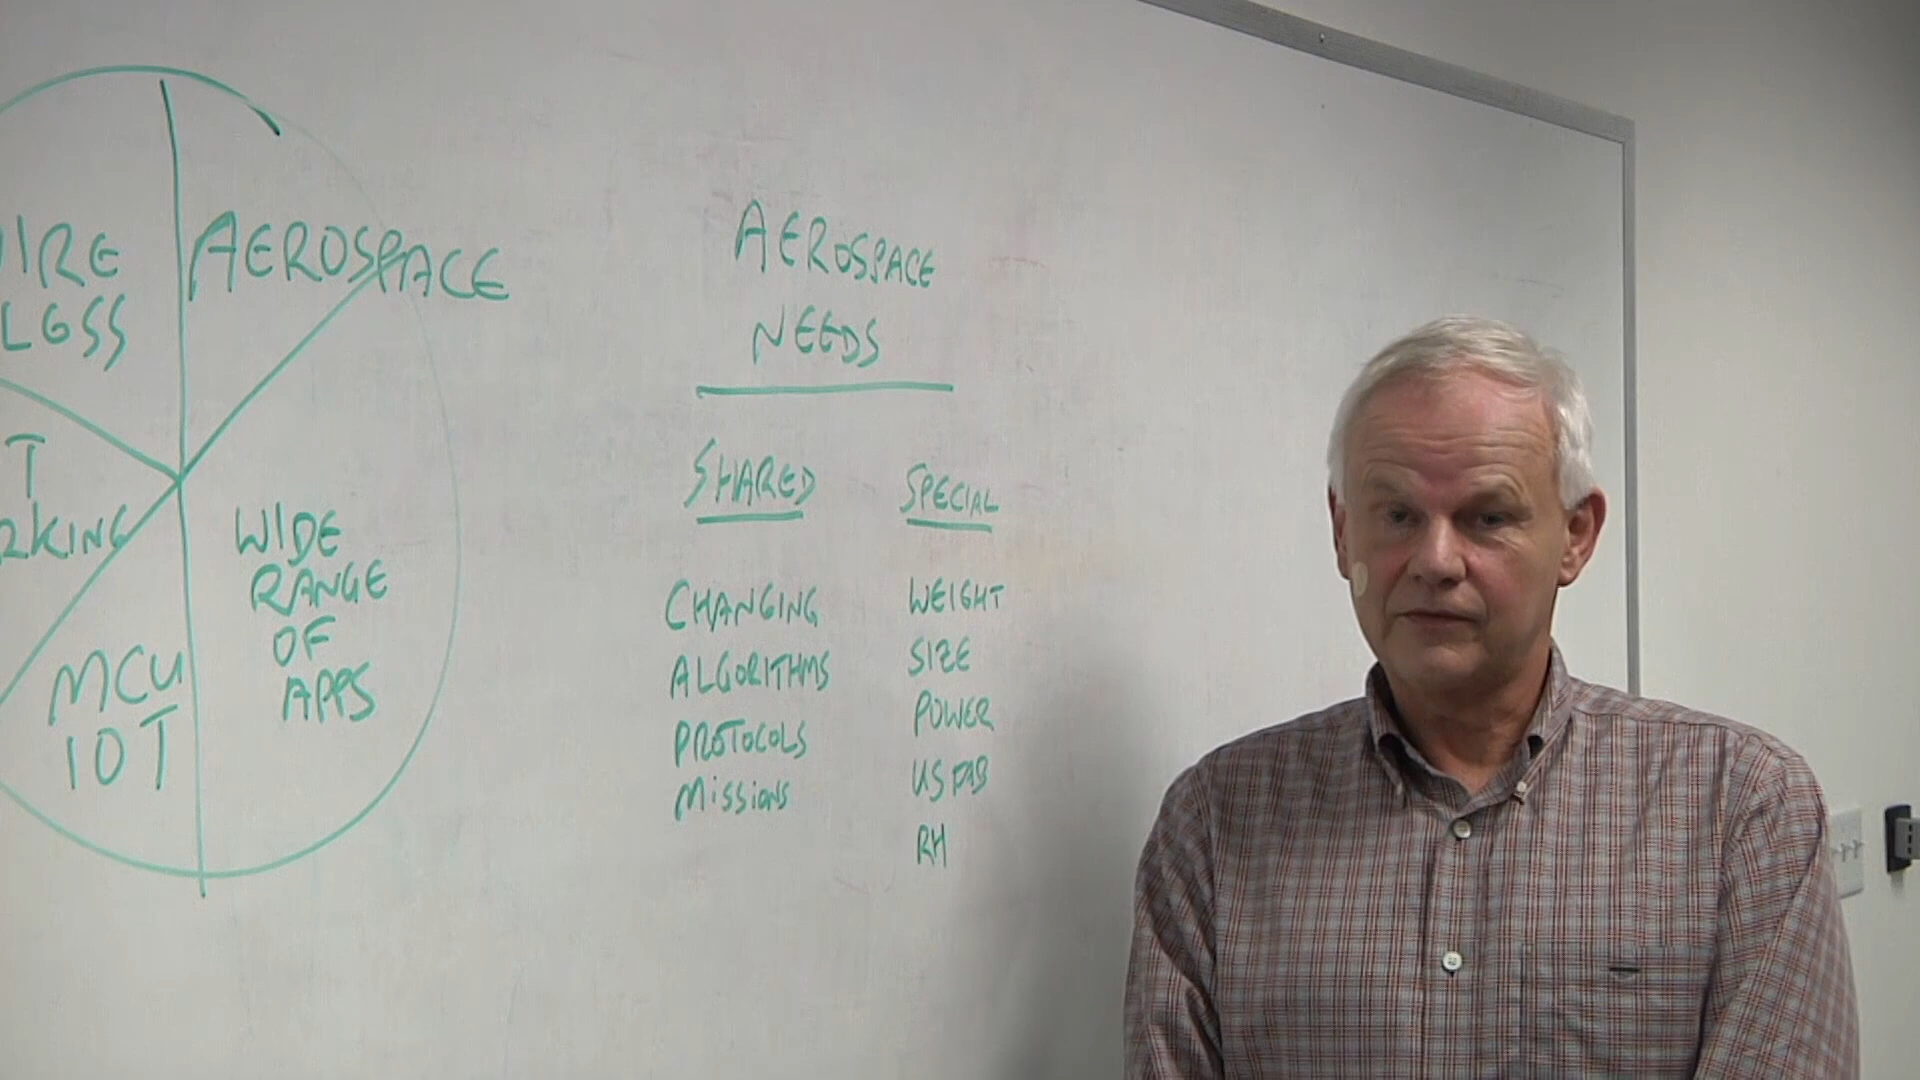 IRE
LESS
AEROSPACE
T
RKING
MCU
IOT
WIDE
RANGE
OF
APPS
AEROSPACE
NEEDS
SHARED
CHANGING
ALGORITHMS
PROTOCOLS
MISSIONS
SPECIAL
WEIGHT
SIZE
POWER
US FAB
RH